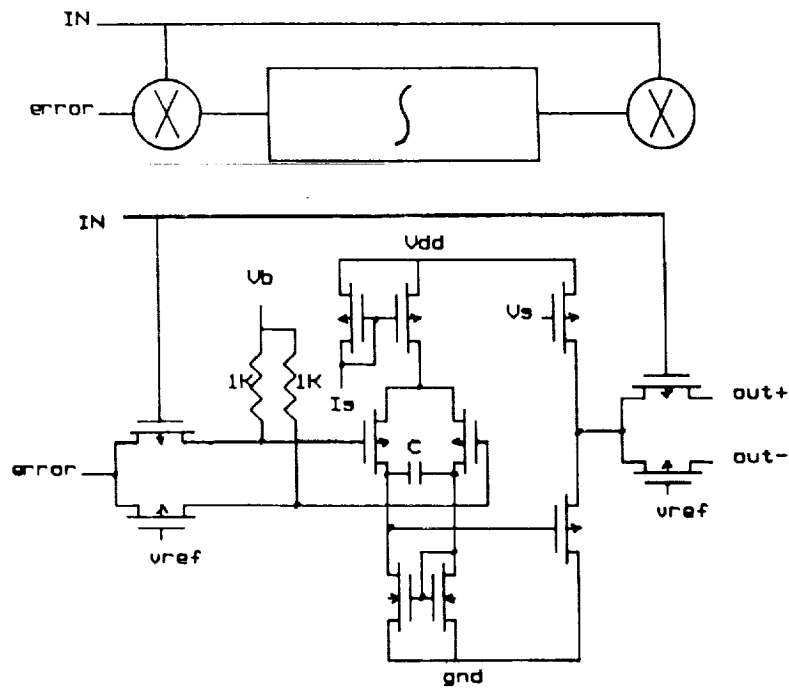 IN
error
∫
IN
Vdd
Vb
Vs
1K 1K
Is
out+
C
out-
error
vref
vref
gnd